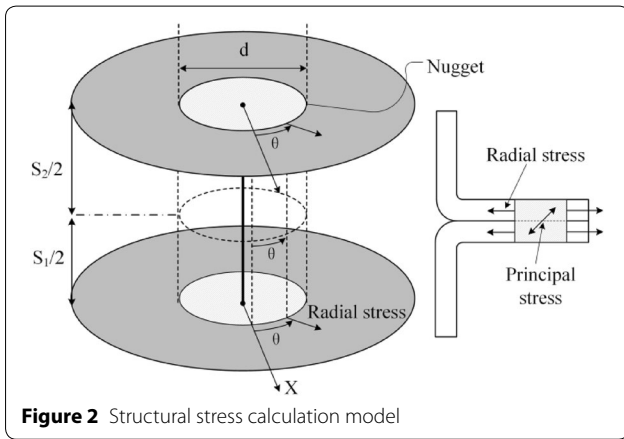 d
Nugget
θ
S₂/2
Radial stress
θ
S₁/2
Principal
stress
Radial stress
θ
X
Figure 2 Structural stress calculation model